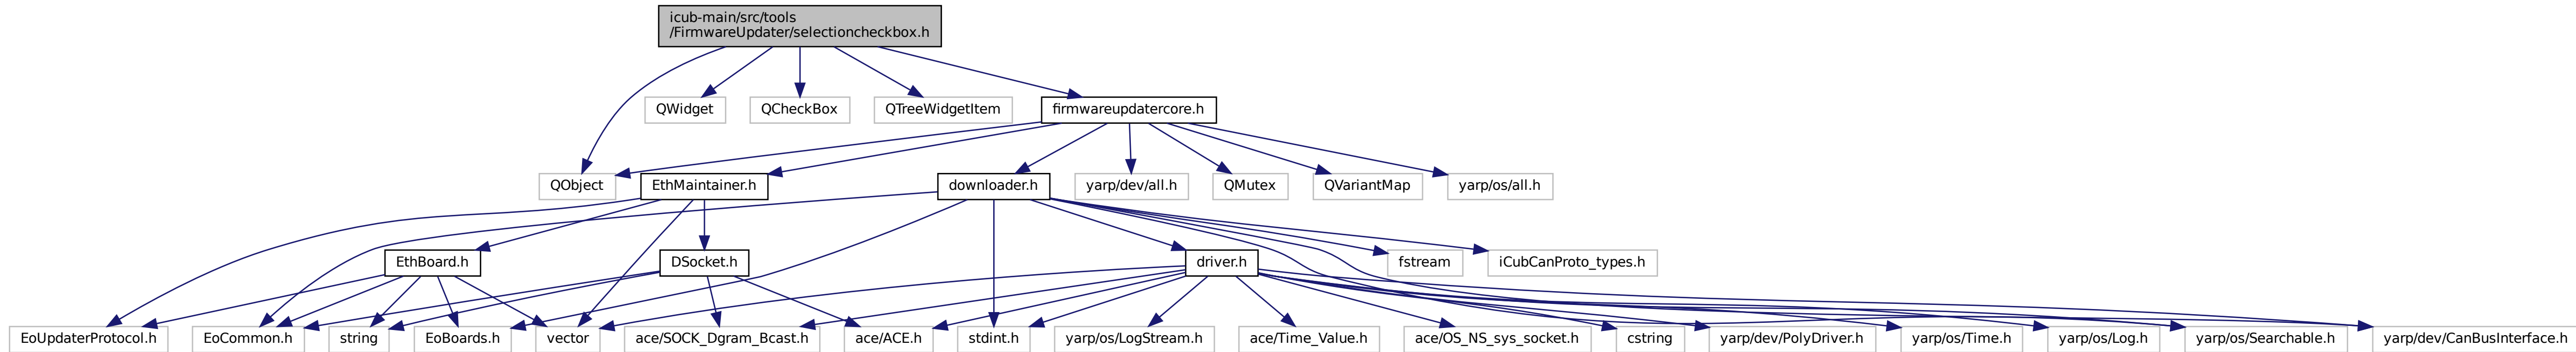 icub-main/src/tools
/FirmwareUpdater/selectioncheckbox.h
QWidget
QCheckBox
QTreeWidgetItem
firmwareupdatercore.h
QObject
EthMaintainer.h
downloader.h
yarp/dev/all.h
QMutex
QVariantMap
yarp/os/all.h
EthBoard.h
DSocket.h
driver.h
fstream
iCubCanProto_types.h
EoUpdaterProtocol.h
EoCommon.h
string
EoBoards.h
vector
ace/SOCK_Dgram_Bcast.h
ace/ACE.h
stdint.h
yarp/os/LogStream.h
ace/Time_Value.h
ace/OS_NS_sys_socket.h
cstring
yarp/dev/PolyDriver.h
yarp/os/Time.h
yarp/os/Log.h
yarp/os/Searchable.h
yarp/dev/CanBusInterface.h